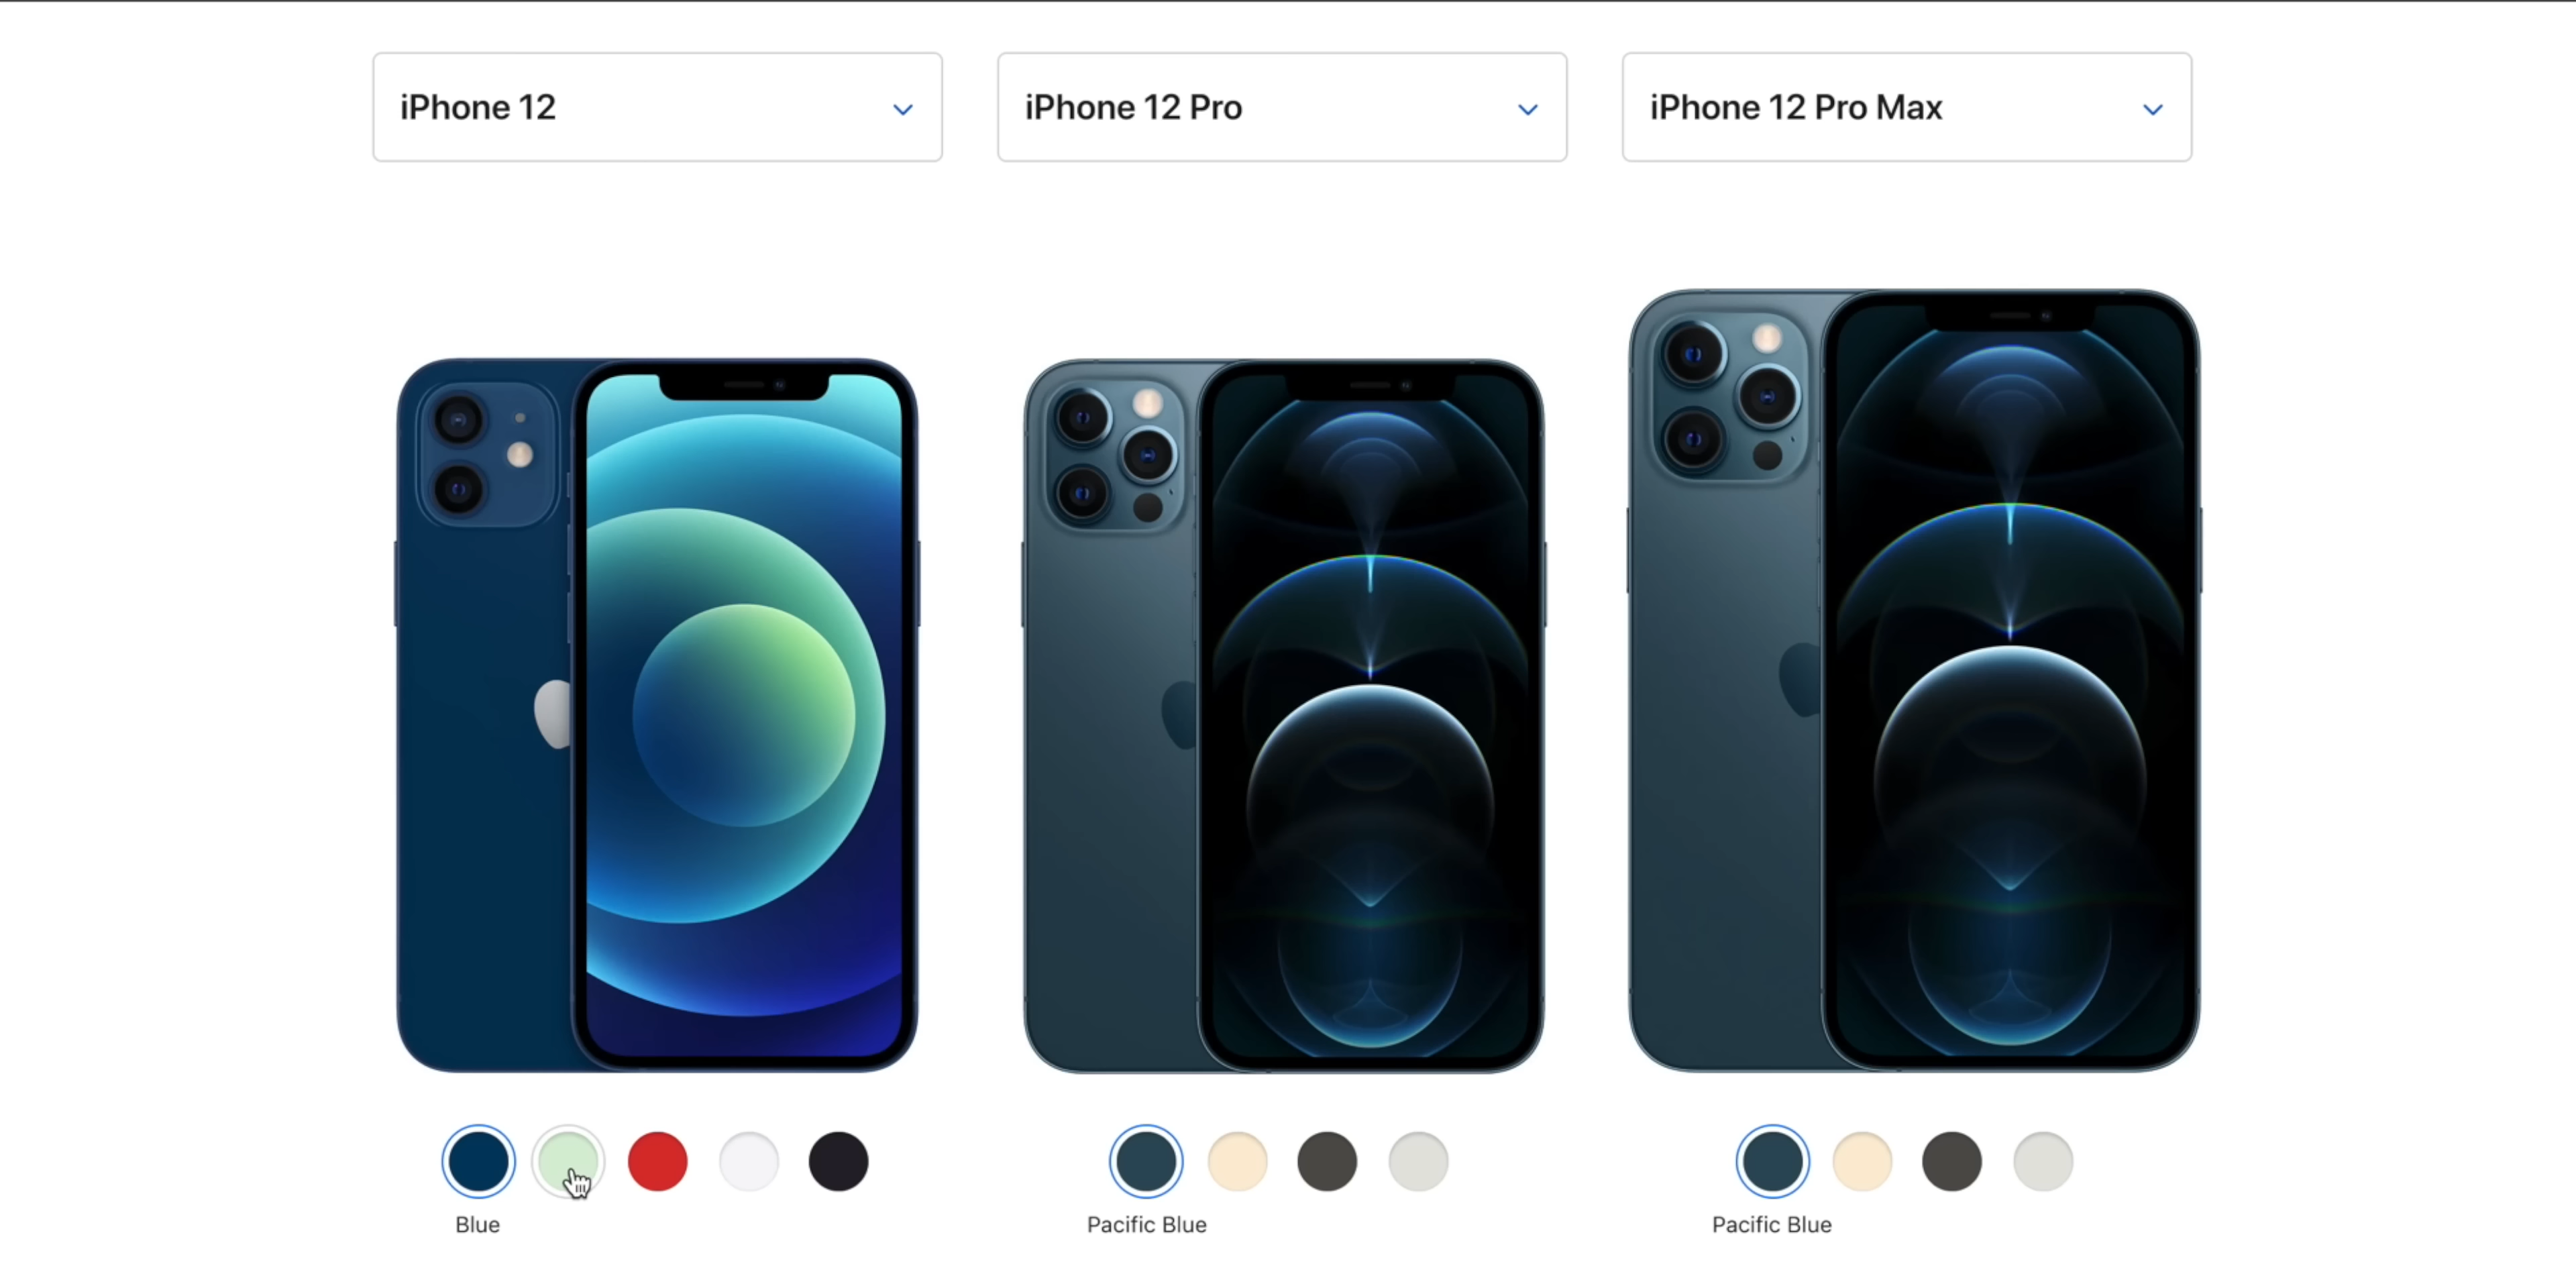 iPhone 12
iPhone 12 Pro
iPhone 12 Pro Max
Blue
Pacific Blue
Pacific Blue